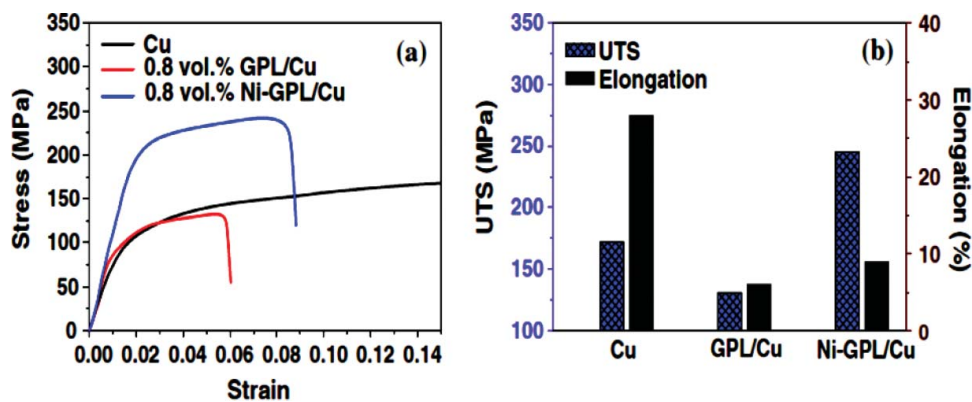 350
300
250
200
150
100
50
0
Stress (MPa)
(a)
Cu
0.8 vol.% GPL/Cu
0.8 vol.% Ni-GPL/Cu
0.00 0.02 0.04 0.06 0.08 0.10 0.12 0.14
Strain
350
300
250
200
150
100
UTS (MPa)
(b)
UTS
Elongation
40
30
20
10
0
Elongation (%)
Cu GPL/Cu Ni-GPL/Cu